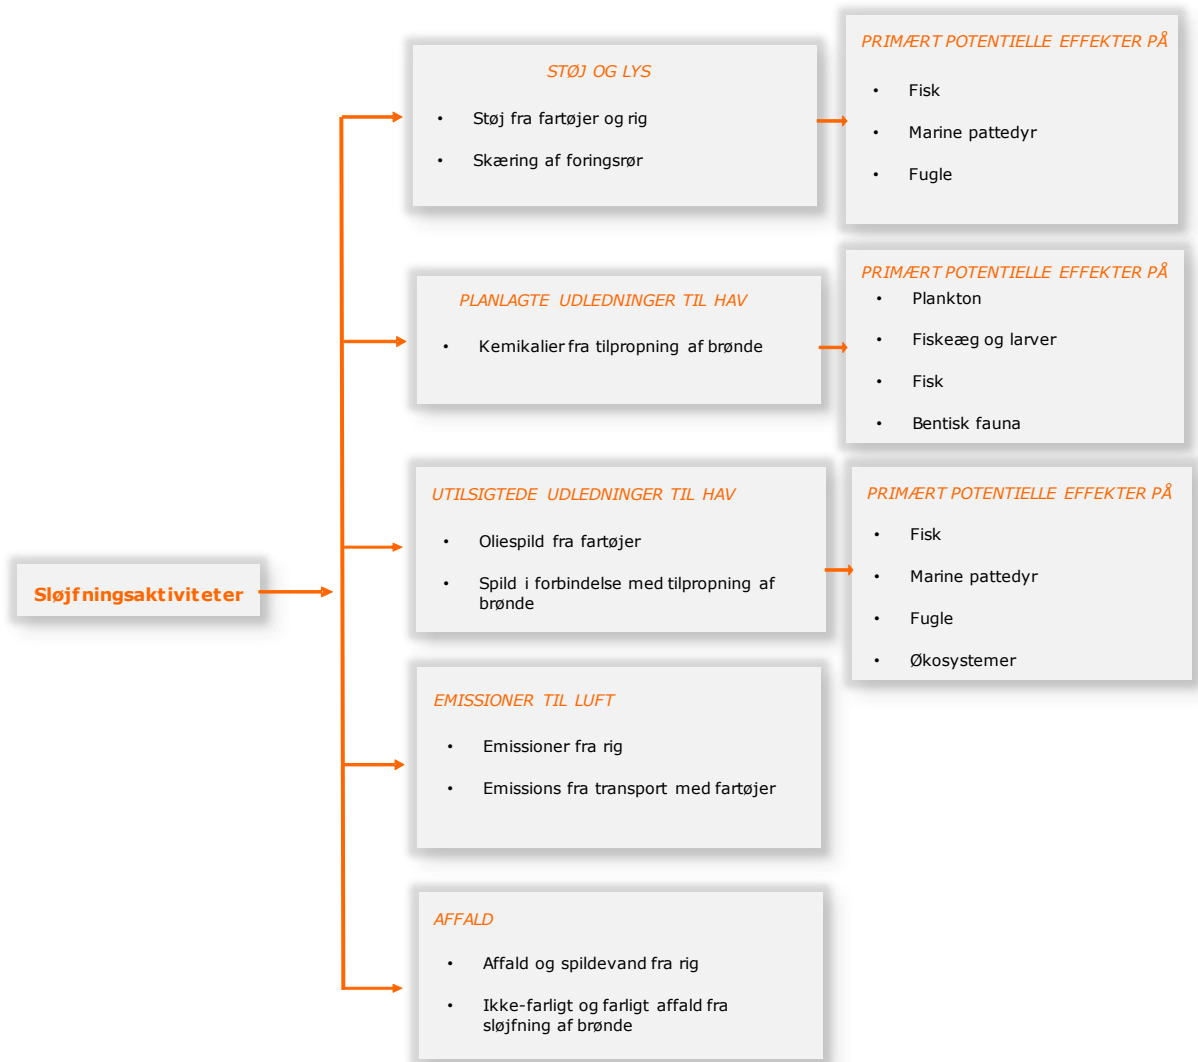 STØJ OG LYS
• Støj fra fartøjer og rig
• Skæring af foringsrør
PRIMÆRT POTENTIELLE EFFEKTER PÅ
• Fisk
• Marine pattedyr
• Fugle
PLANLAGTE UDLEDNINGER TIL HAV
• Kemikalier fra tilpropning af brønde
PRIMÆRT POTENTIELLE EFFEKTER PÅ
• Plankton
• Fiskeæg og larver
• Fisk
• Bentisk fauna
UTILSIGTEDE UDLEDNINGER TIL HAV
• Oliespild fra fartøjer
• Spild i forbindelse med tilpropning af
brønde
PRIMÆRT POTENTIELLE EFFEKTER PÅ
• Fisk
• Marine pattedyr
• Fugle
• Økosystemer
Sløjfningsaktiviteter
EMISSIONER TIL LUFT
• Emissioner fra rig
• Emissions fra transport med fartøjer
AFFALD
• Affald og spildevand fra rig
• Ikke-farligt og farligt affald fra
sløjfning af brønde